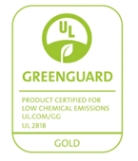 UL
GREENGUARD
PRODUCT CERTIFIED FOR
LOW CHEMICAL EMISSIONS
UL.COM/GG
UL 2818
GOLD